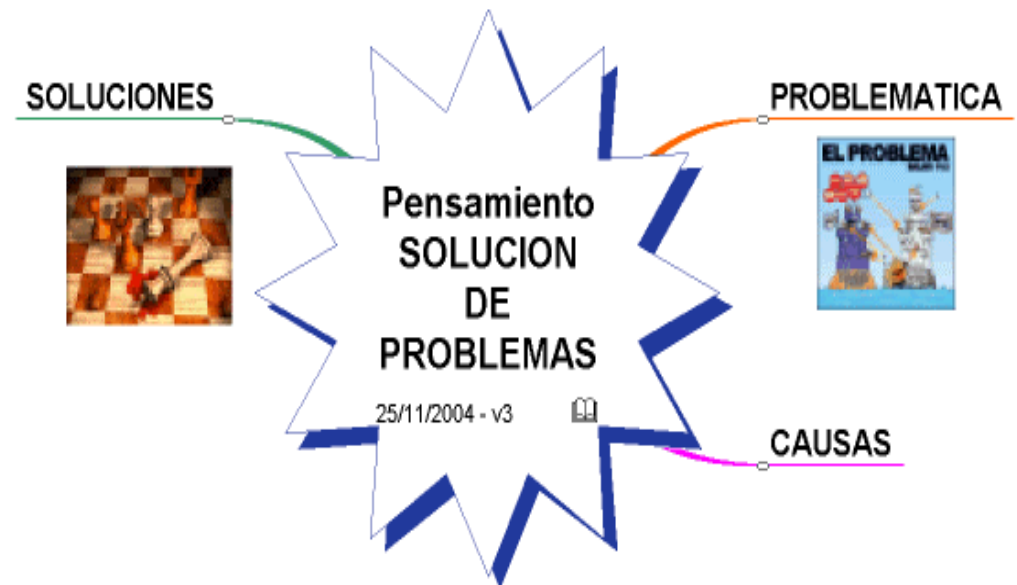 SOLUCIONES
PROBLEMATICA
EL PROBLEMA
Pensamiento
SOLUCION
DE
PROBLEMAS
25/11/2004 - v3
CAUSAS